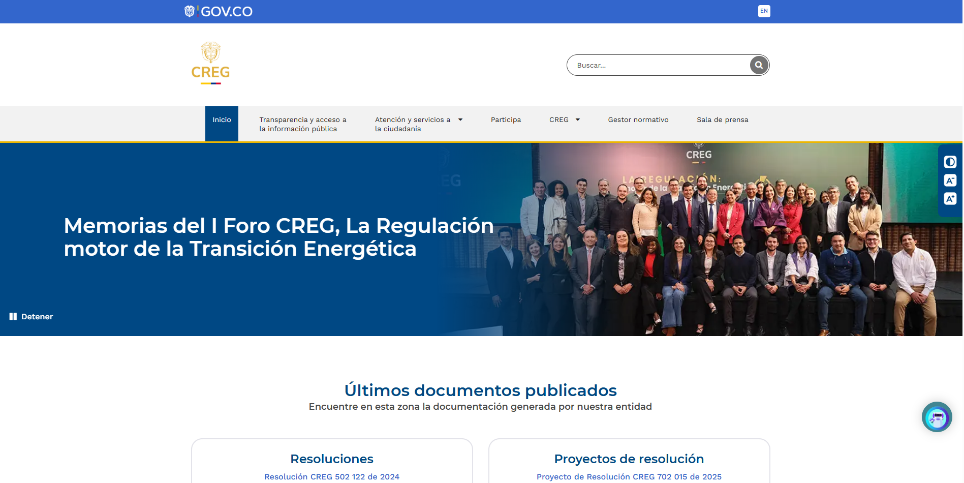 GOV.CO
EN
CREG
Buscar...
Inicio
Transparencia y acceso a
la información pública
Atención y servicios a
la ciudadanía
Participa
CREG
Gestor normativo
Sala de prensa
CREG
LA REGULACIÓN:
Memorias del I Foro CREG, La Regulación
motor de la Transición Energética
A-
A+
Detener
Últimos documentos publicados
Encuentre en esta zona la documentación generada por nuestra entidad
Resoluciones
Resolución CREG 502 122 de 2024
Proyectos de resolución
Proyecto de Resolución CREG 702 015 de 2025